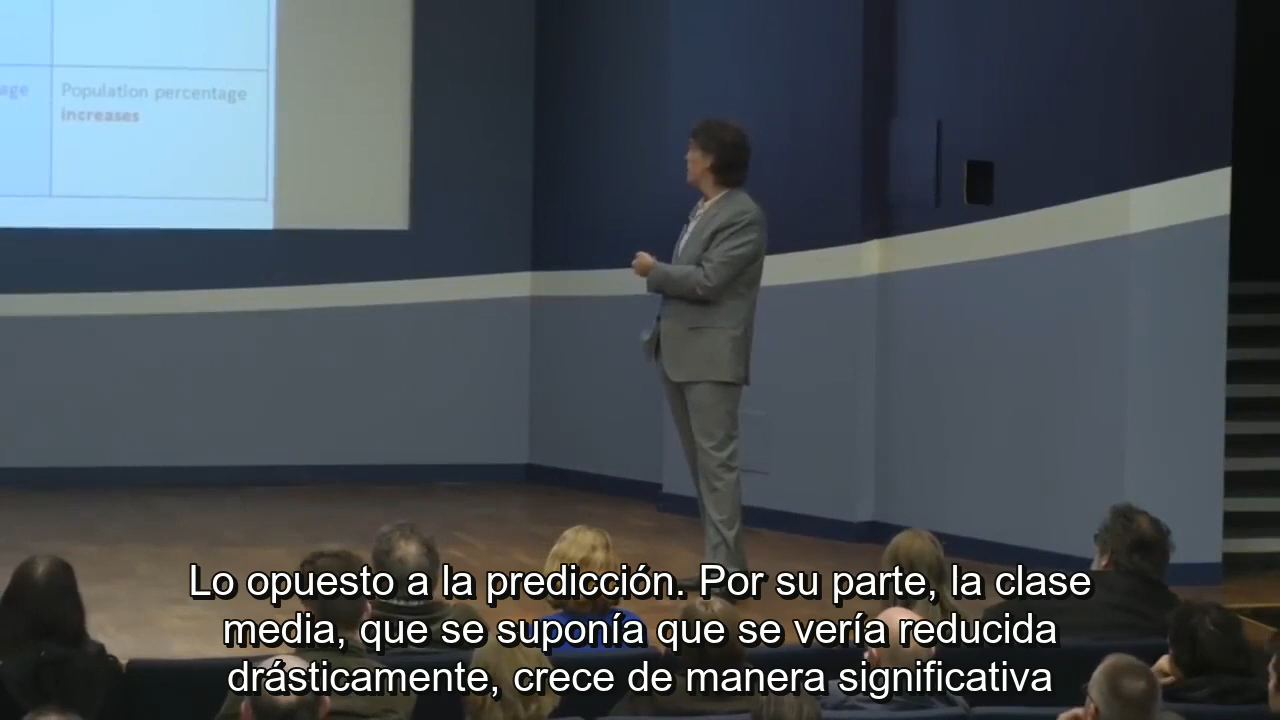 age
Population percentage
increases
Lo opuesto a la predicción. Por su parte, la clase
media, que se suponía que se vería reducida
drásticamente, crece de manera significativa